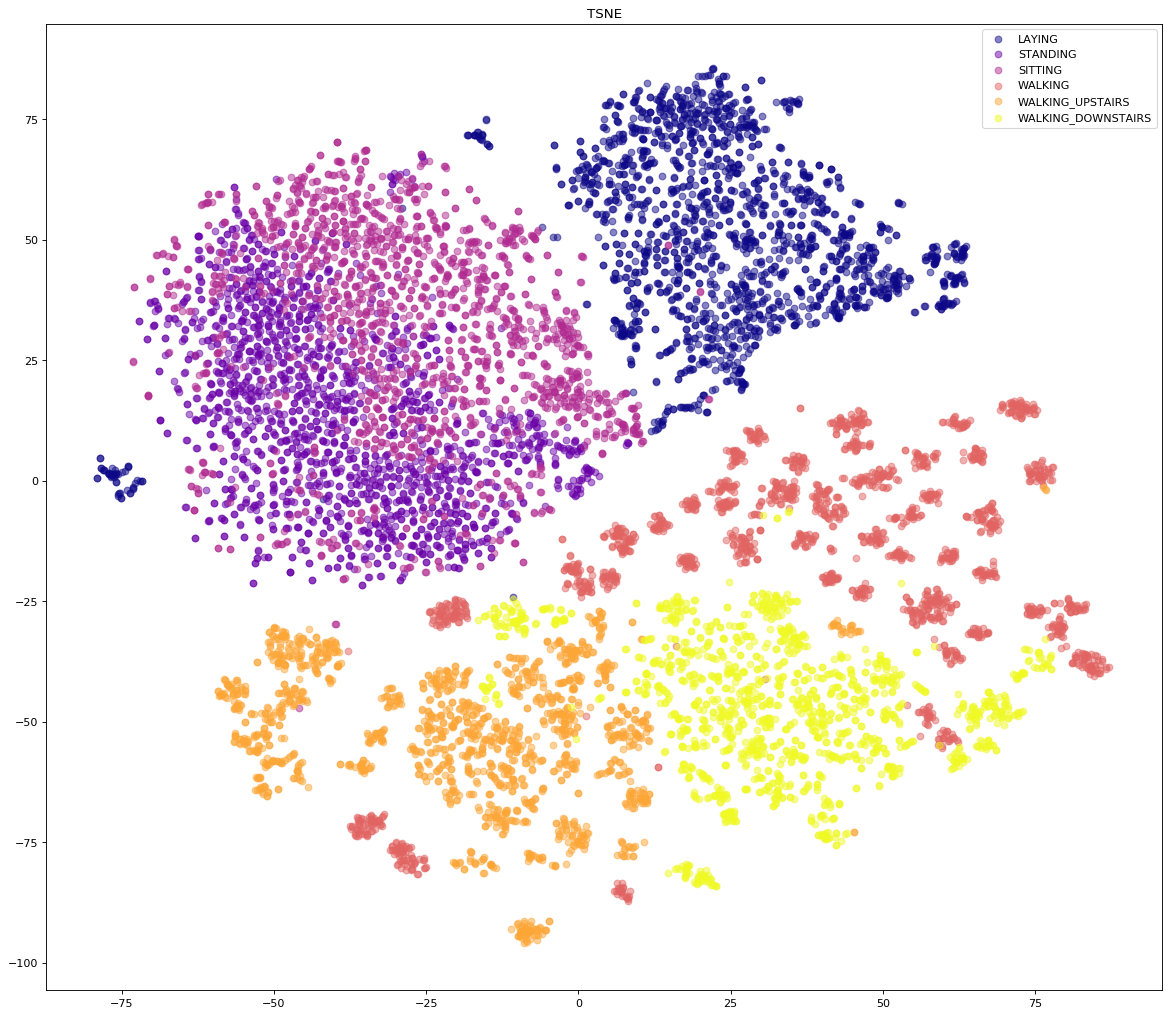 TSNE
LAYING
STANDING
SITTING
WALKING
WALKING_UPSTAIRS
WALKING_DOWNSTAIRS
75
50
25
0
−25
−50
−75
−100
−75 −50 −25 0 25 50 75